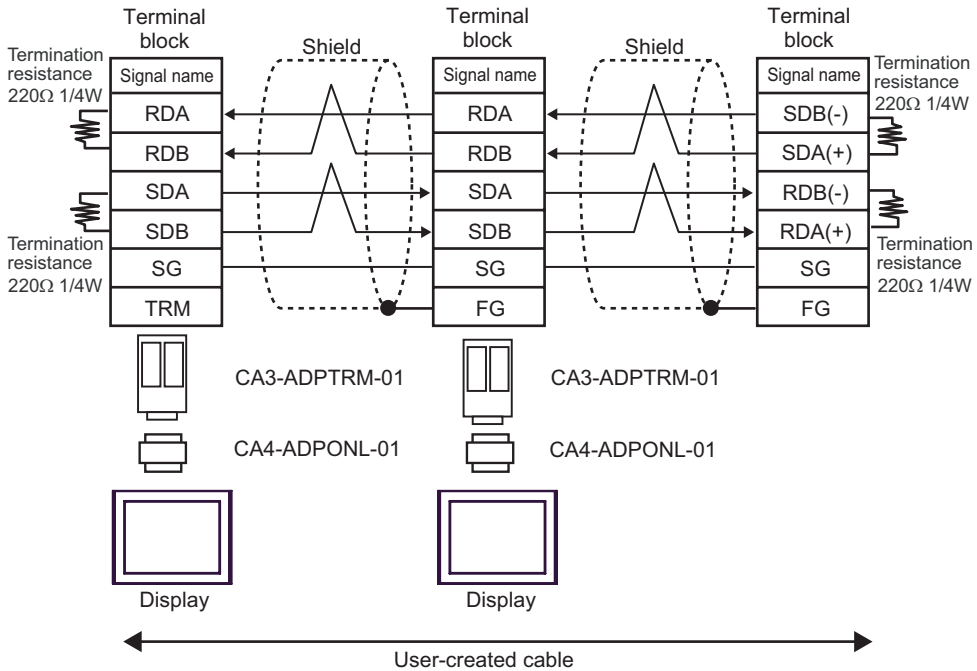 Terminal
block
Shield
Terminal
block
Shield
Terminal
block
Termination
resistance
220Ω 1/4W
Termination
resistance
220Ω 1/4W
Signal name
RDA
RDB
SDA
SDB
SG
TRM
Signal name
RDA
RDB
SDA
SDB
SG
FG
Signal name
SDB(-)
SDA(+)
RDB(-)
RDA(+)
SG
FG
Termination
resistance
220Ω 1/4W
Termination
resistance
220Ω 1/4W
CA3-ADPTRM-01
CA3-ADPTRM-01
CA4-ADPONL-01
CA4-ADPONL-01
Display
Display
User-created cable